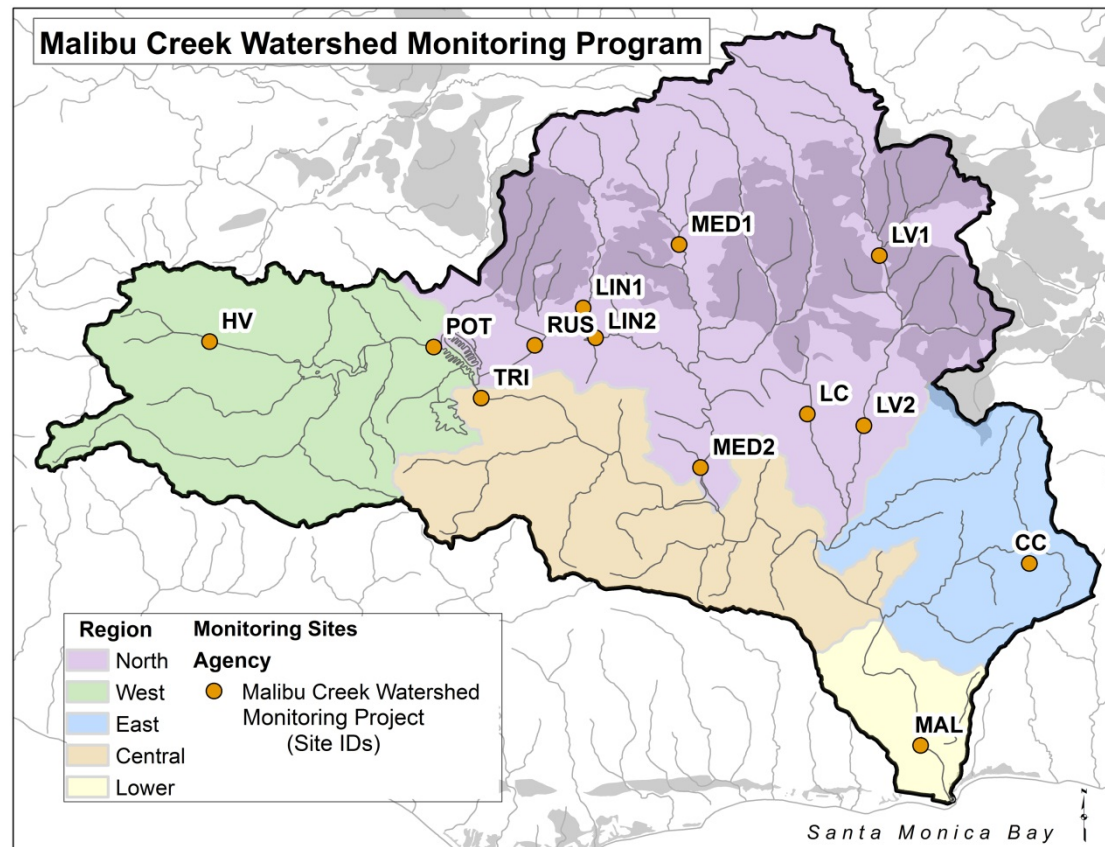 Malibu Creek Watershed Monitoring Program
MED1
LV1
LIN1
HV
POT
RUS
LIN2
TRI
LC
LV2
MED2
CC
Region
North
West
East
Central
Lower
Monitoring Sites
Agency
Malibu Creek Watershed
Monitoring Project
(Site IDs)
MAL
Santa Monica Bay
N